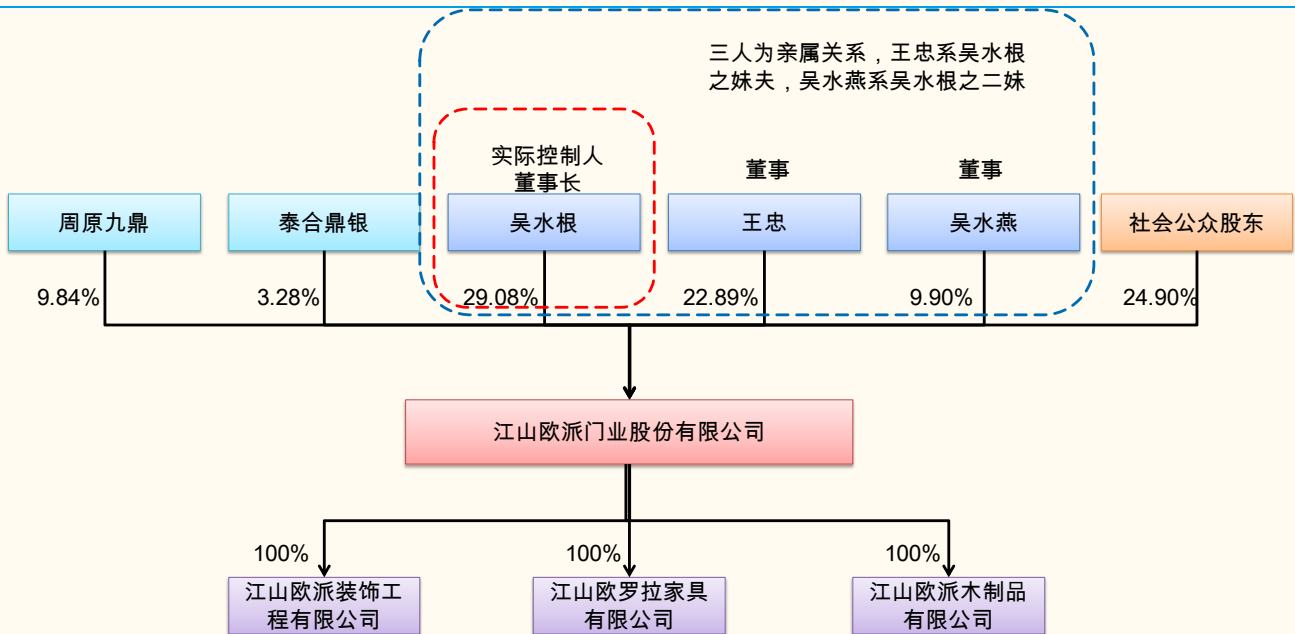 三人为亲属关系，王忠系吴水根
之妹夫，吴水燕系吴水根之二妹
实际控制人
董事长
董事
董事
周原九鼎
泰合鼎银
吴水根
王忠
吴水燕
社会公众股东
9.84%
3.28%
29.08%
22.89%
9.90%
24.90%
江山欧派门业股份有限公司
100%
100%
100%
江山欧派装饰工
程有限公司
江山欧罗拉家具
有限公司
江山欧派木制品
有限公司